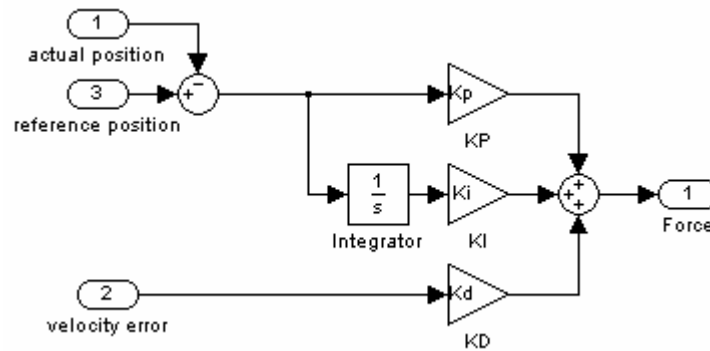 1
actual position
−
+
3
reference position
Kp
KP
1
s
Integrator
Ki
KI
+
+
+
1
Force
2
velocity error
Kd
KD